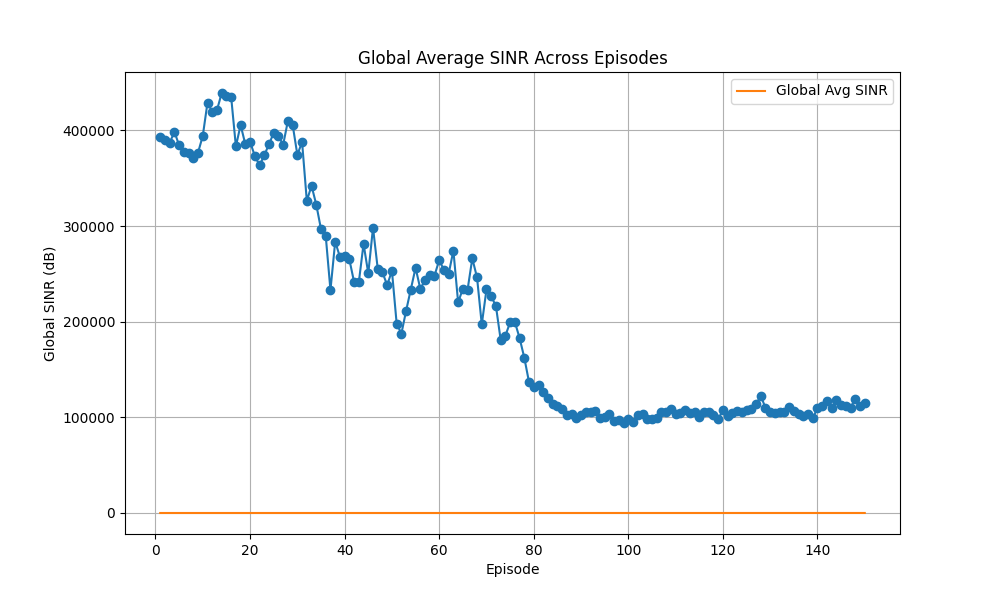 Global Average SINR Across Episodes
Global Avg SINR
Global SINR (dB)
400000
300000
200000
100000
0
0 20 40 60 80 100 120 140
Episode